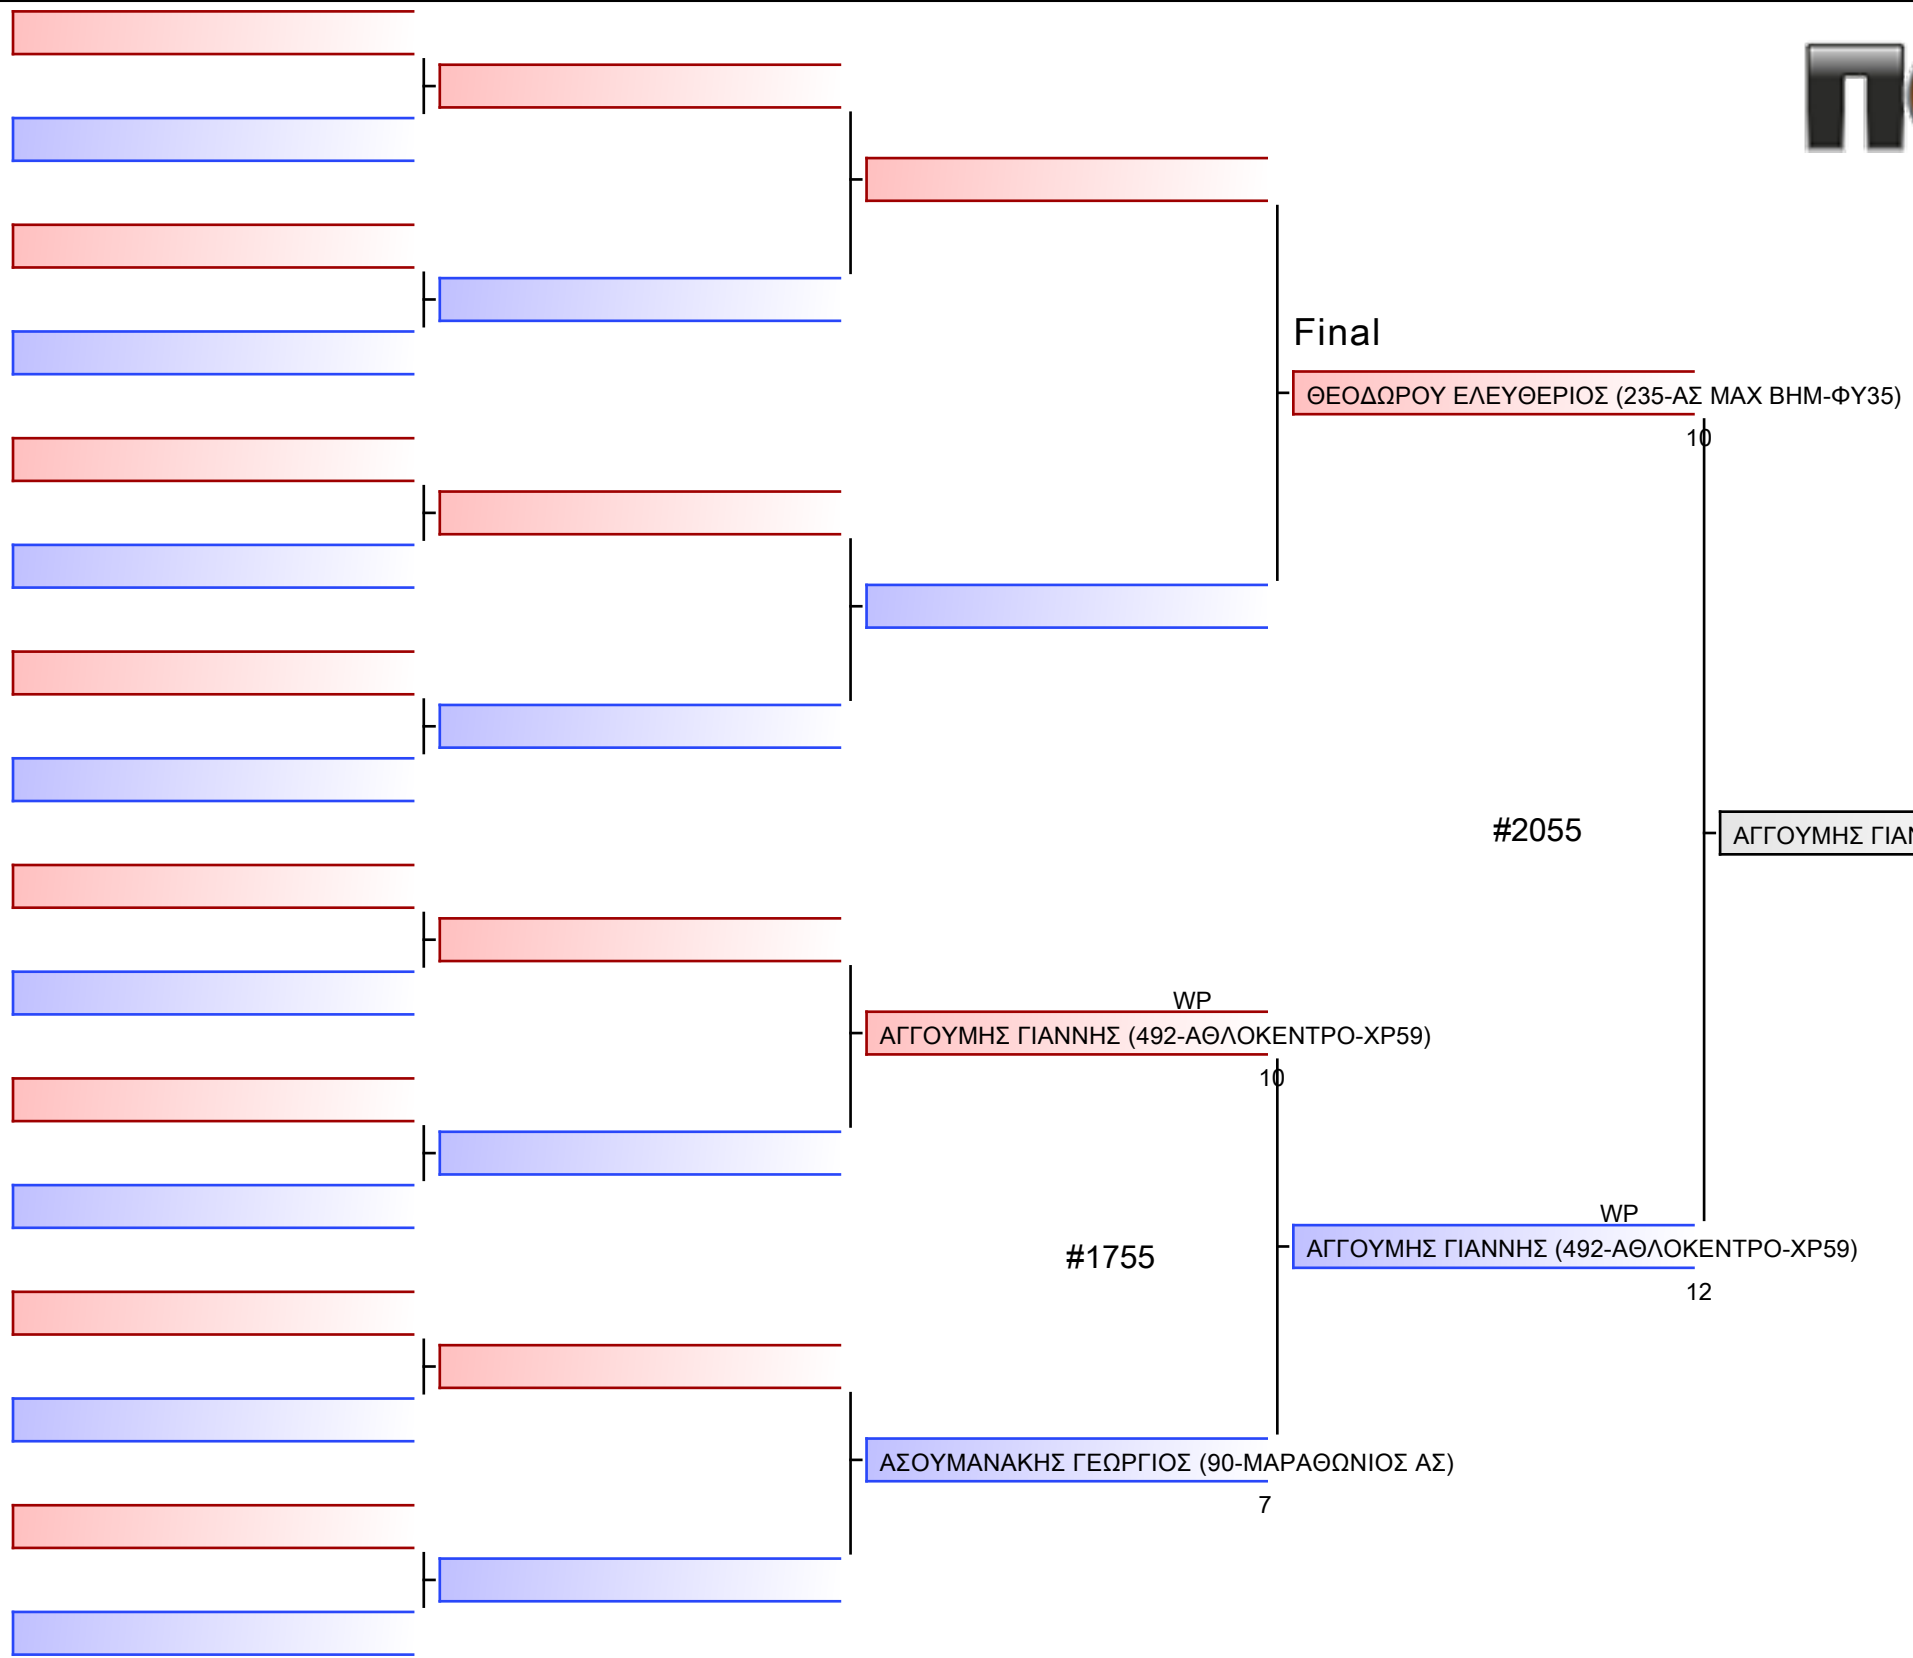 Final
ΘΕΟΔΩΡΟΥ ΕΛΕΥΘΕΡΙΟΣ (235-ΑΣ ΜΑΧ ΒΗΜ-ΦΥ35)
10
#2055
ΑΓΓΟΥΜΗΣ
WP
ΑΓΓΟΥΜΗΣ ΓΙΑΝΝΗΣ (492-ΑΘΛΟΚΕΝΤΡΟ-ΧΡ59)
10
WP
ΑΓΓΟΥΜΗΣ ΓΙΑΝΝΗΣ (492-ΑΘΛΟΚΕΝΤΡΟ-ΧΡ59)
#1755
12
ΑΣΟΥΜΑΝΑΚΗΣ ΓΕΩΡΓΙΟΣ (90-ΜΑΡΑΘΩΝΙΟΣ ΑΣ)
7